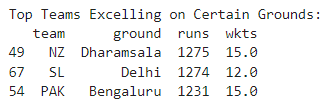 Top Teams Excelling on Certain Grounds:
team ground runs wkts
49 NZ Dharamsala 1275 15.0
67 SL Delhi 1274 12.0
54 PAK Bengaluru 1231 15.0